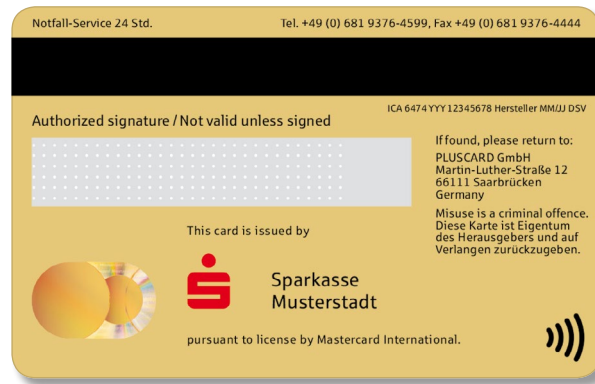 Notfall-Service 24 Std.
Tel. +49 (0) 681 9376-4599, Fax +49 (0) 681 9376-4444
ICA 6474 YYY 12345678 Hersteller MM/JJ DSV
Authorized signature / Not valid unless signed
If found, please return to:
PLUSCARD GmbH
Martin-Luther-Straße 12
66111 Saarbrücken
Germany
Misuse is a criminal offence.
Diese Karte ist Eigentum
des Herausgebers und auf
Verlangen zurückzugeben.
This card is issued by
Sparkasse
Musterstadt
pursuant to license by Mastercard International.